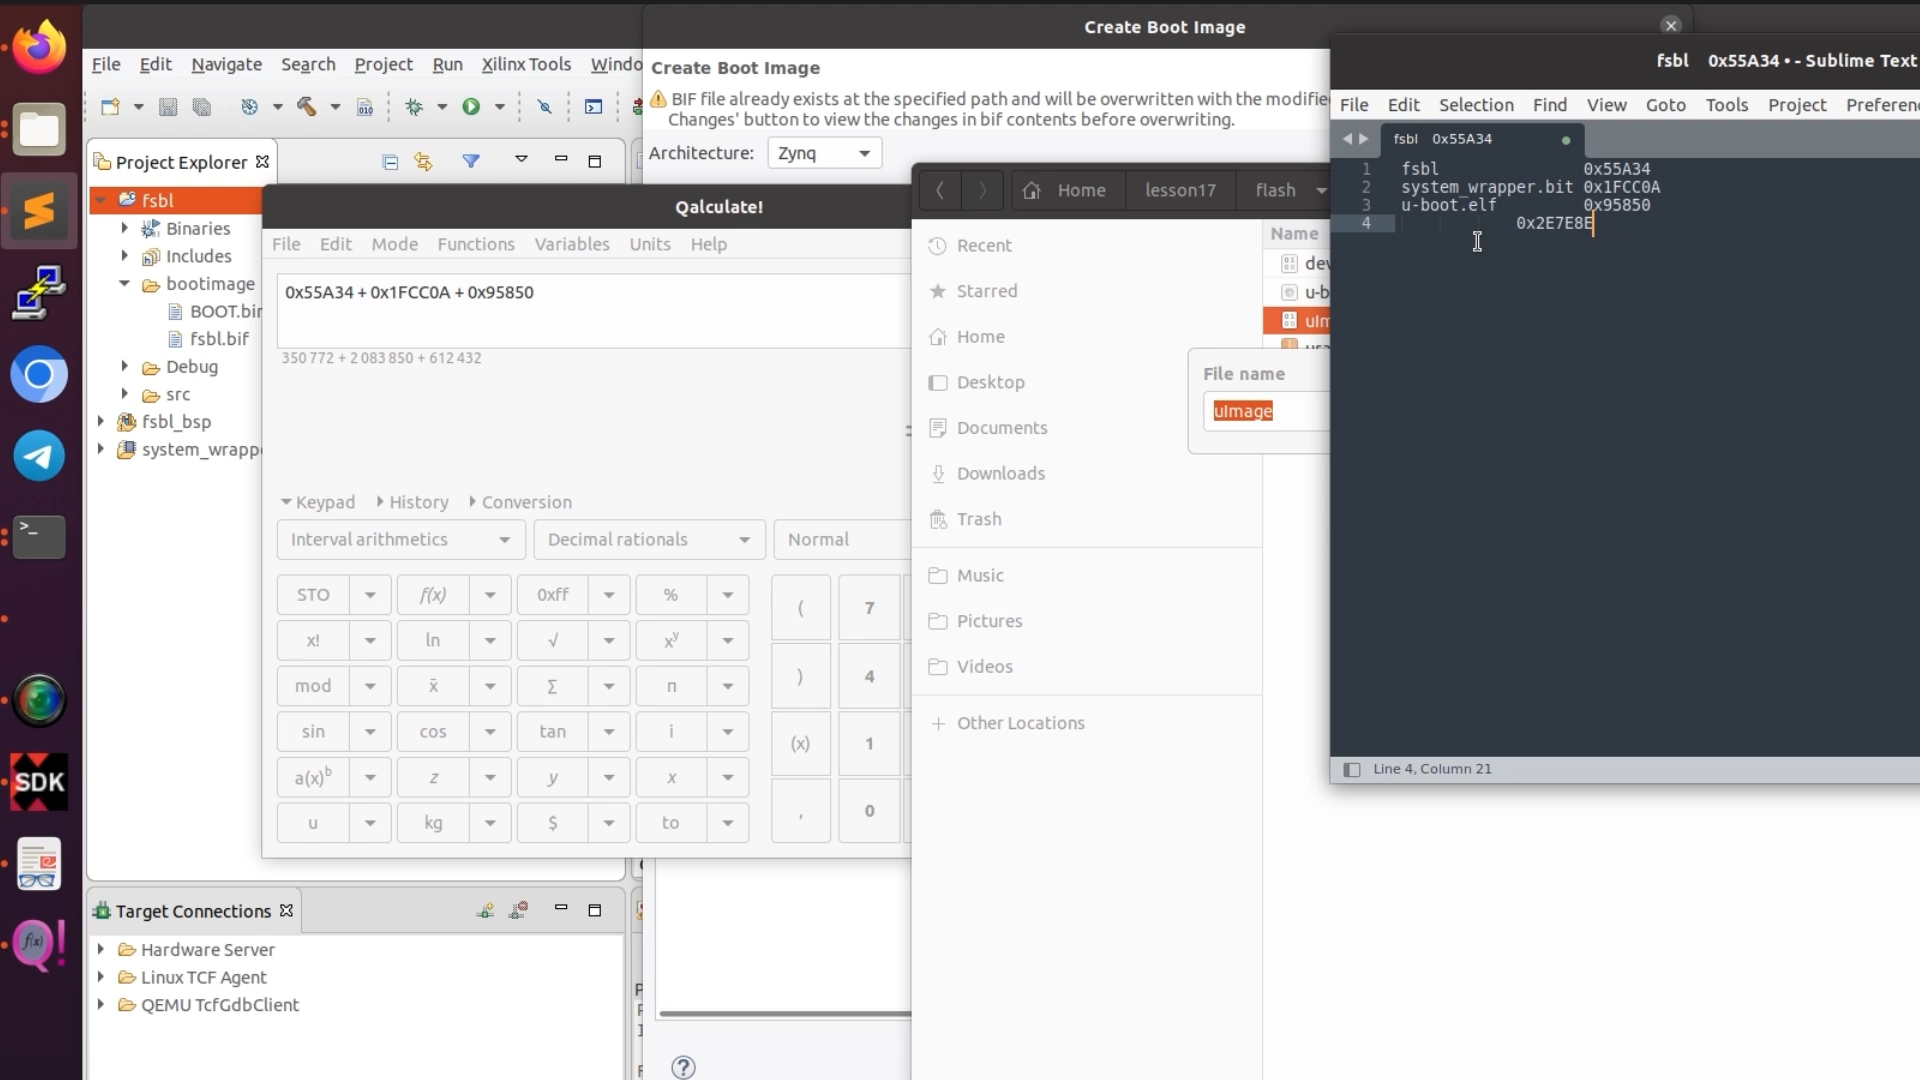 Create Boot Image
File Edit Navigate Search Project Run Xilinx Tools Windo
Create Boot Image
BIF file already exists at the specified path and will be overwritten with the modifie
Changes' button to view the changes in bif contents before overwriting.
Architecture: Zynq
fsbl 0x55A34 • - Sublime Text
File Edit Selection Find View Goto Tools Project Preferen
fsbl 0x55A34
1 fsbl 0x55A34
2 system_wrapper.bit 0x1FCC0A
3 u-boot.elf 0x95850
4 0x2E7E8E
Line 4, Column 21
Project Explorer
fsbl
Binaries
Includes
bootimage
BOOT.bin
fsbl.bif
Debug
src
fsbl_bsp
system_wrappe
Qalculate!
File Edit Mode Functions Variables Units Help
0x55A34 + 0x1FCC0A + 0x95850
350 772 + 2 083 850 + 612 432
=
Keypad History Conversion
Interval arithmetics Decimal rationals Normal
STO f(x) 0xff % ( 7
x! ln √ xʸ
mod x̄ Σ π ) 4
sin cos tan i (x) 1
a(x)ᵇ z y x
u kg $ to , 0
Home lesson17 flash
Recent
Starred
Home
Desktop
Documents
Downloads
Trash
Music
Pictures
Videos
+ Other Locations
Name
dev
u-b
uIm
File name
uImage
Target Connections
Hardware Server
Linux TCF Agent
QEMU TcfGdbClient
SDK
?